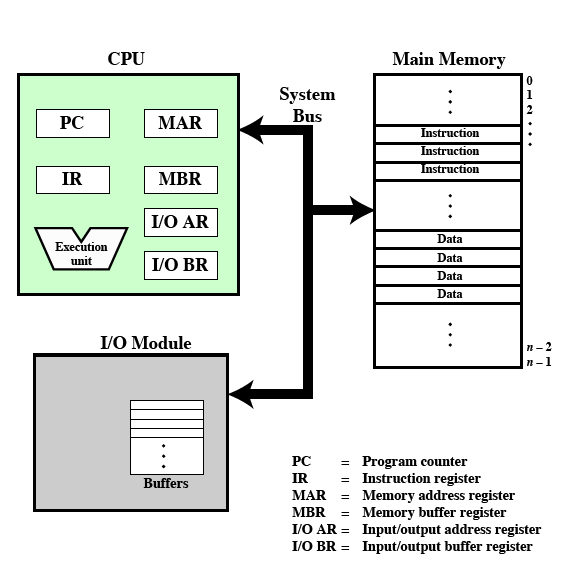 CPU
System
Bus
Main Memory
PC
MAR
IR
MBR
I/O AR
Execution
unit
I/O BR
0
1
2
Instruction
Instruction
Instruction
Data
Data
Data
Data
n – 2
n – 1
I/O Module
Buffers
PC = Program counter
IR = Instruction register
MAR = Memory address register
MBR = Memory buffer register
I/O AR = Input/output address register
I/O BR = Input/output buffer register